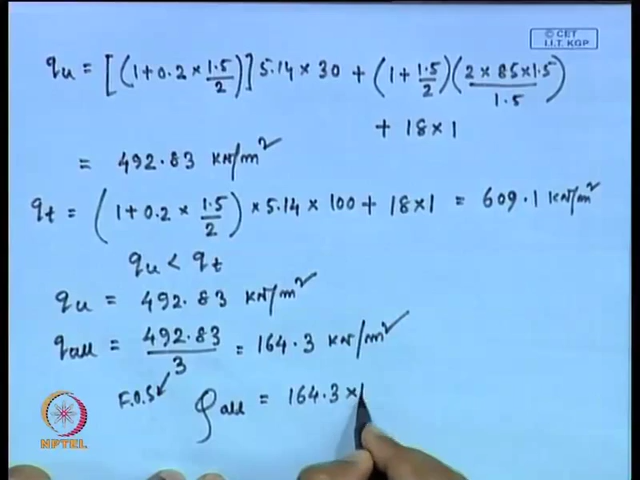 © CET
I.I.T. KGP
qu = [(1+0.2 × 1.5/2)] 5.14 × 30 + (1 + 1.5/2)(2 × 85 × 1.5/1.5)
+ 18×1
= 492.83 kN/m²
qt = (1 + 0.2 × 1.5/2) × 5.14 × 100 + 18×1 = 609.1 kN/m²
qu < qt
qu = 492.83 kN/m²
qall = 492.83/3 = 164.3 kN/m²
F.O.S
Qall = 164.3 ×
NPTEL